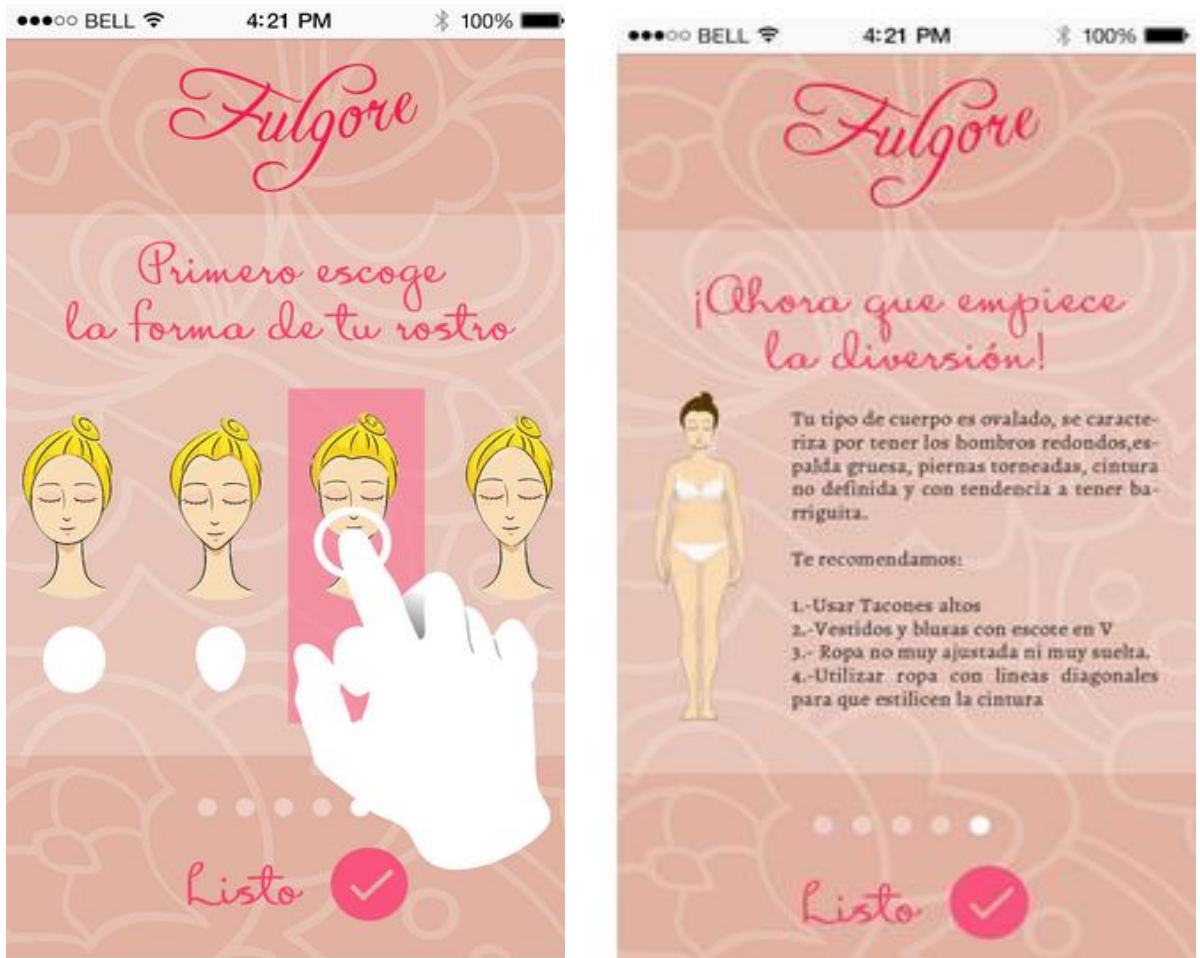 BELL 4:21 PM 100%
Fulgore
Primero escoge
la forma de tu rostro
Listo
BELL 4:21 PM 100%
Fulgore
¡Ahora que empiece
la diversión!
Tu tipo de cuerpo es ovalado, se caracte-
riza por tener los hombros redondos,es-
palda gruesa, piernas torneadas, cintura
no definida y con tendencia a tener ba-
rriguita.
Te recomendamos:
1.-Usar Tacones altos
2.-Vestidos y blusas con escote en V
3.- Ropa no muy ajustada ni muy suelta.
4.-Utilizar ropa con lineas diagonales
para que estilicen la cintura
Listo